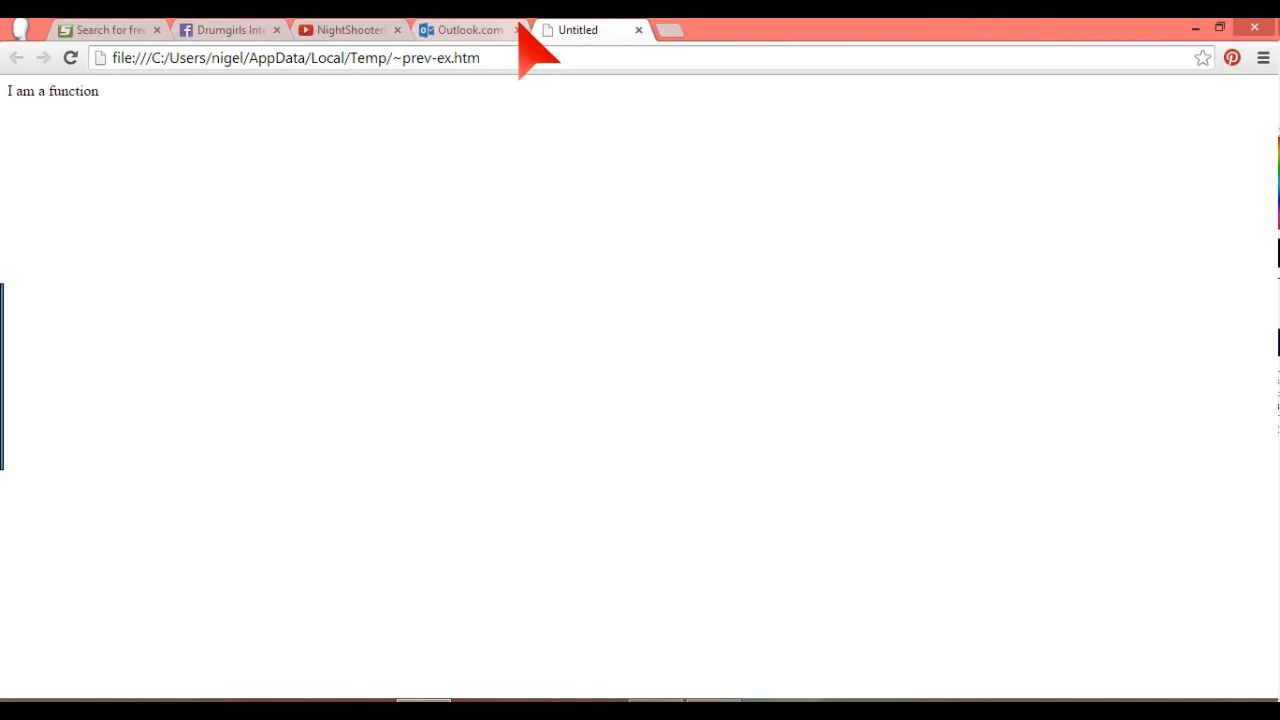 Search for free
Drumgirls Inte
NightShooter
Outlook.com
Untitled
file:///C:/Users/nigel/AppData/Local/Temp/~prev-ex.htm
I am a function